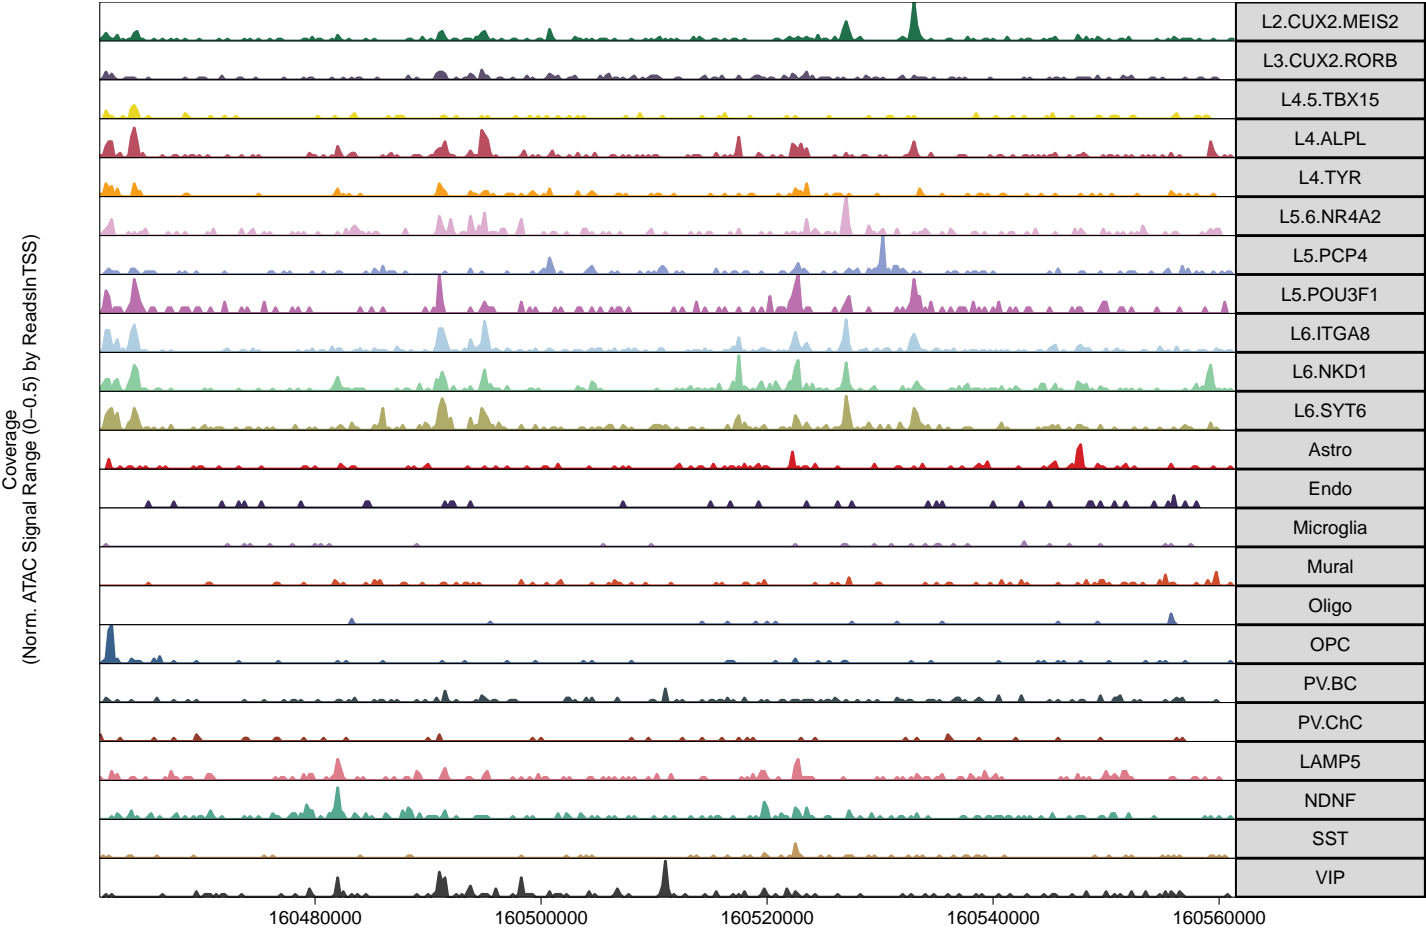 L2.CUX2.MEIS2
L3.CUX2.RORB
L4.5.TBX15
L4.ALPL
L4.TYR
L5.6.NR4A2
L5.PCP4
L5.POU3F1
L6.ITGA8
L6.NKD1
L6.SYT6
Astro
Endo
Microglia
Mural
Oligo
OPC
PV.BC
PV.ChC
LAMP5
NDNF
SST
VIP
Coverage
(Norm. ATAC Signal Range (0–0.5) by ReadsInTSS)
160480000 160500000 160520000 160540000 160560000